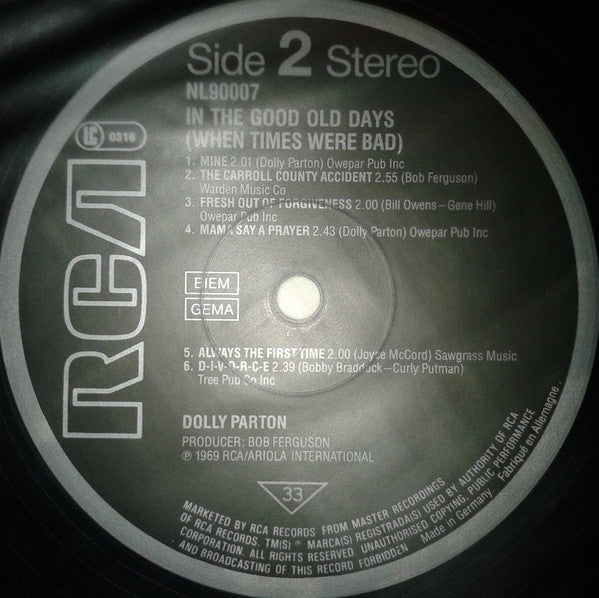 Side 2 Stereo
NL90007
IN THE GOOD OLD DAYS
(WHEN TIMES WERE BAD)
LC 0316
1. MINE 2.01 (Dolly Parton) Owepar Pub Inc
2. THE CARROLL COUNTY ACCIDENT 2.55 (Bob Ferguson)
Warden Music Co
3. FRESH OUT OF FORGIVENESS 2.00 (Bill Owens—Gene Hill)
Owepar Pub Inc
4. MAMA SAY A PRAYER 2.43 (Dolly Parton) Owepar Pub Inc
RCA
BIEM
GEMA
5. ALWAYS THE FIRST TIME 2.00 (Joyce McCord) Sawgrass Music
6. D-I-V-O-R-C-E 2.39 (Bobby Braddock—Curly Putman)
Tree Pub Co Inc
DOLLY PARTON
PRODUCER: BOB FERGUSON
℗ 1969 RCA/ARIOLA INTERNATIONAL
33
MARKETED BY RCA RECORDS FROM MASTER RECORDINGS
OF RCA RECORDS. TM(S) ® MARCA(S) REGISTRADA(S) USED BY AUTHORITY OF RCA
CORPORATION. ALL RIGHTS RESERVED. UNAUTHORISED COPYING, PUBLIC PERFORMANCE
AND BROADCASTING OF THIS RECORD FORBIDDEN
Made in Germany. Fabriqué en Allemagne.